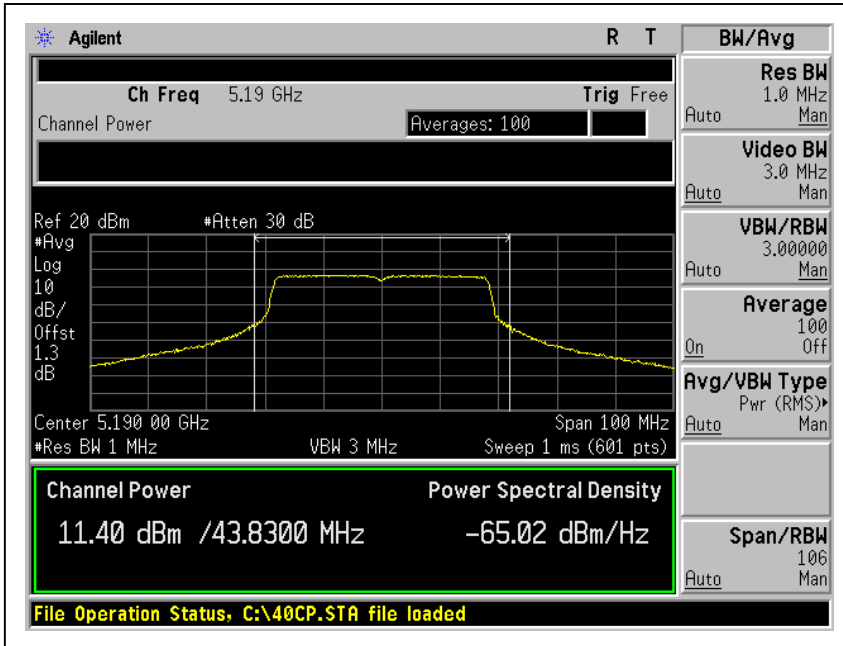 Agilent R T
Ch Freq 5.19 GHz Trig Free
Channel Power Averages: 100
Ref 20 dBm #Atten 30 dB
#Avg
Log
10
dB/
Offst
1.3
dB
Center 5.190 00 GHz Span 100 MHz
#Res BW 1 MHz VBW 3 MHz Sweep 1 ms (601 pts)
Channel Power Power Spectral Density
11.40 dBm /43.8300 MHz -65.02 dBm/Hz
File Operation Status, C:\40CP.STA file loaded
BW/Avg
Res BW
1.0 MHz
Auto Man
Video BW
3.0 MHz
Auto Man
VBW/RBW
3.00000
Auto Man
Average
100
On Off
Avg/VBW Type
Pwr (RMS)▸
Auto Man
Span/RBW
106
Auto Man